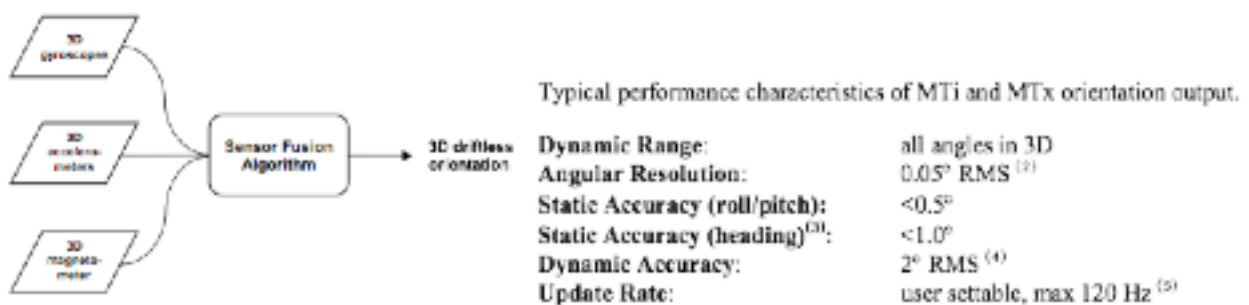 3D
gyroscopes
3D
accelero-
meters
3D
magneto-
meter
Sensor Fusion
Algorithm
3D driftless
orientation
Typical performance characteristics of MTi and MTx orientation output.
Dynamic Range: all angles in 3D
Angular Resolution: 0.05° RMS (2)
Static Accuracy (roll/pitch): <0.5°
Static Accuracy (heading)(3): <1.0°
Dynamic Accuracy: 2° RMS (4)
Update Rate: user settable, max 120 Hz (5)